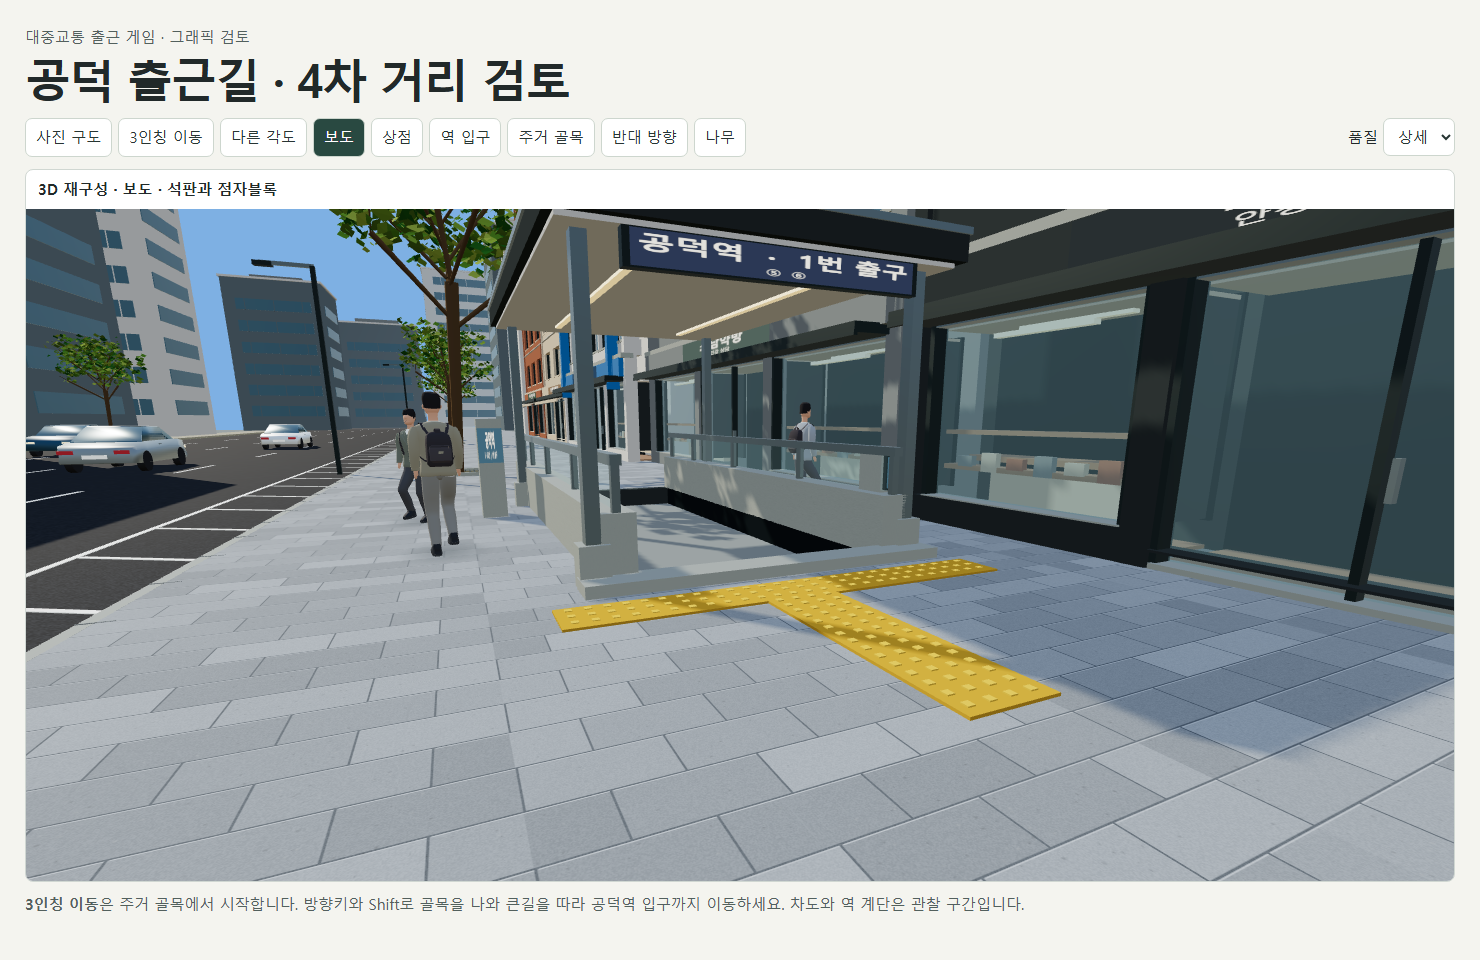 대중교통 출근 게임 · 그래픽 검토
공덕 출근길 · 4차 거리 검토
사진 구도
3인칭 이동
다른 각도
보도
상점
역 입구
주거 골목
반대 방향
나무
품질
상세
3D 재구성 · 보도 · 석판과 점자블록
공덕역 · 1번 출구
⑤ ⑥
3인칭 이동은 주거 골목에서 시작합니다. 방향키와 Shift로 골목을 나와 큰길을 따라 공덕역 입구까지 이동하세요. 차도와 역 계단은 관찰 구간입니다.